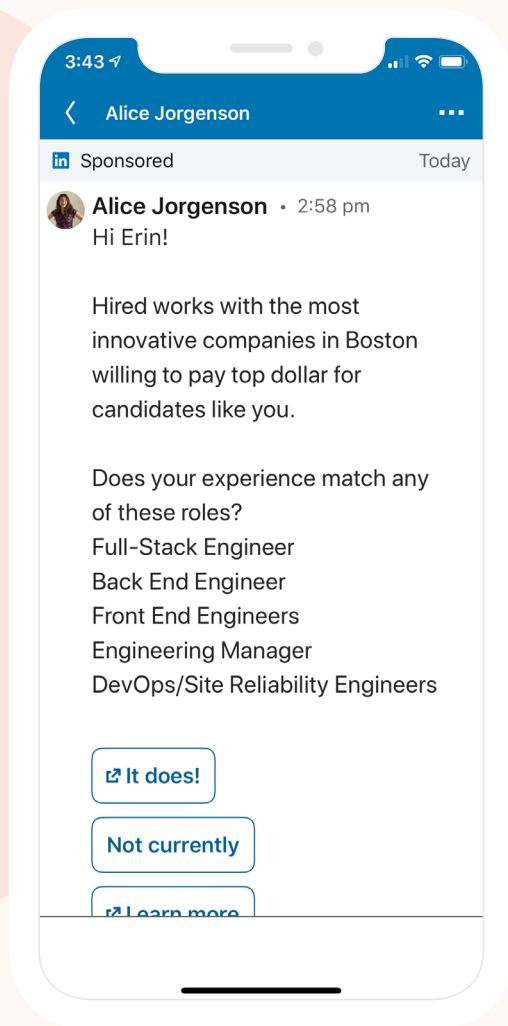 3:43
Alice Jorgenson
in Sponsored Today
Alice Jorgenson • 2:58 pm
Hi Erin!
Hired works with the most
innovative companies in Boston
willing to pay top dollar for
candidates like you.
Does your experience match any
of these roles?
Full-Stack Engineer
Back End Engineer
Front End Engineers
Engineering Manager
DevOps/Site Reliability Engineers
It does!
Not currently
Learn more